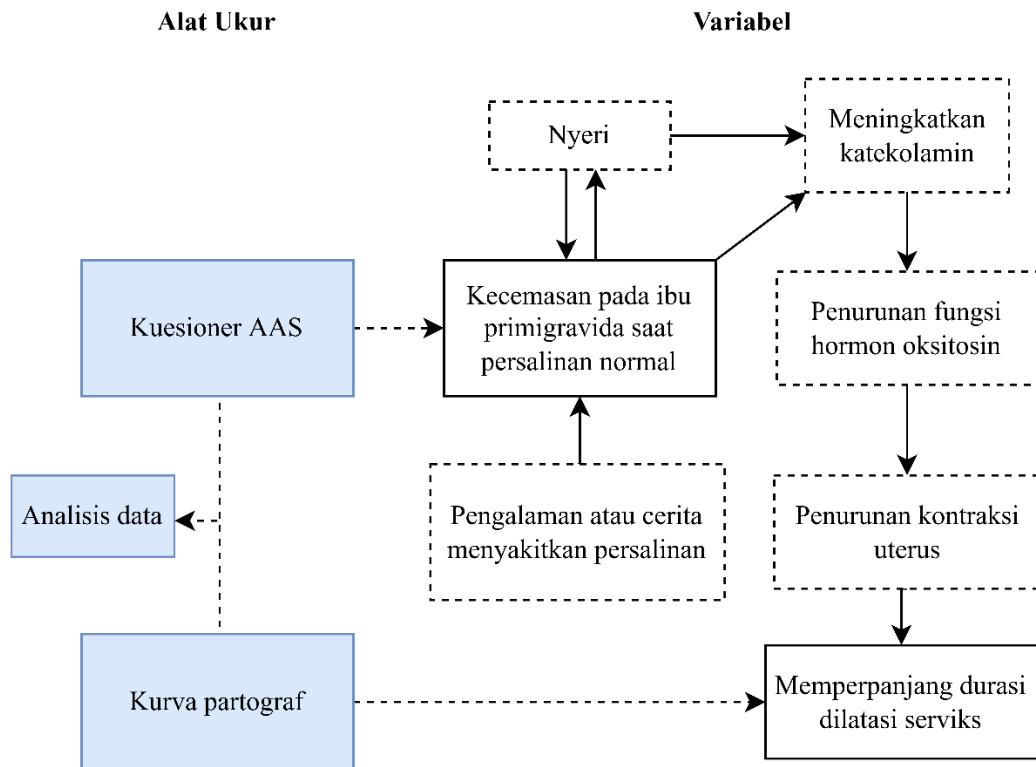 Alat Ukur
Variabel
Nyeri
Meningkatkan
katekolamin
Kuesioner AAS
Kecemasan pada ibu
primigravida saat
persalinan normal
Penurunan fungsi
hormon oksitosin
Analisis data
Pengalaman atau cerita
menyakitkan persalinan
Penurunan kontraksi
uterus
Kurva partograf
Memperpanjang durasi
dilatasi serviks